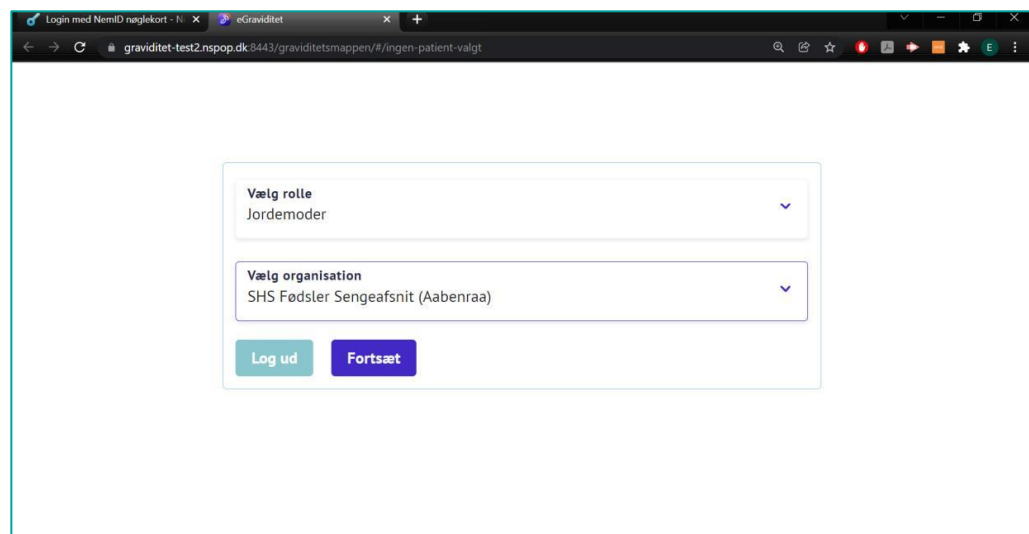 Login med NemID nøglekort - N
eGraviditet
graviditet-test2.nspop.dk:8443/graviditetsmappen/#/ingen-patient-valgt
E
Vælg rolle
Jordemoder
Vælg organisation
SHS Fødsler Sengeafsnit (Aabenraa)
Log ud
Fortsæt